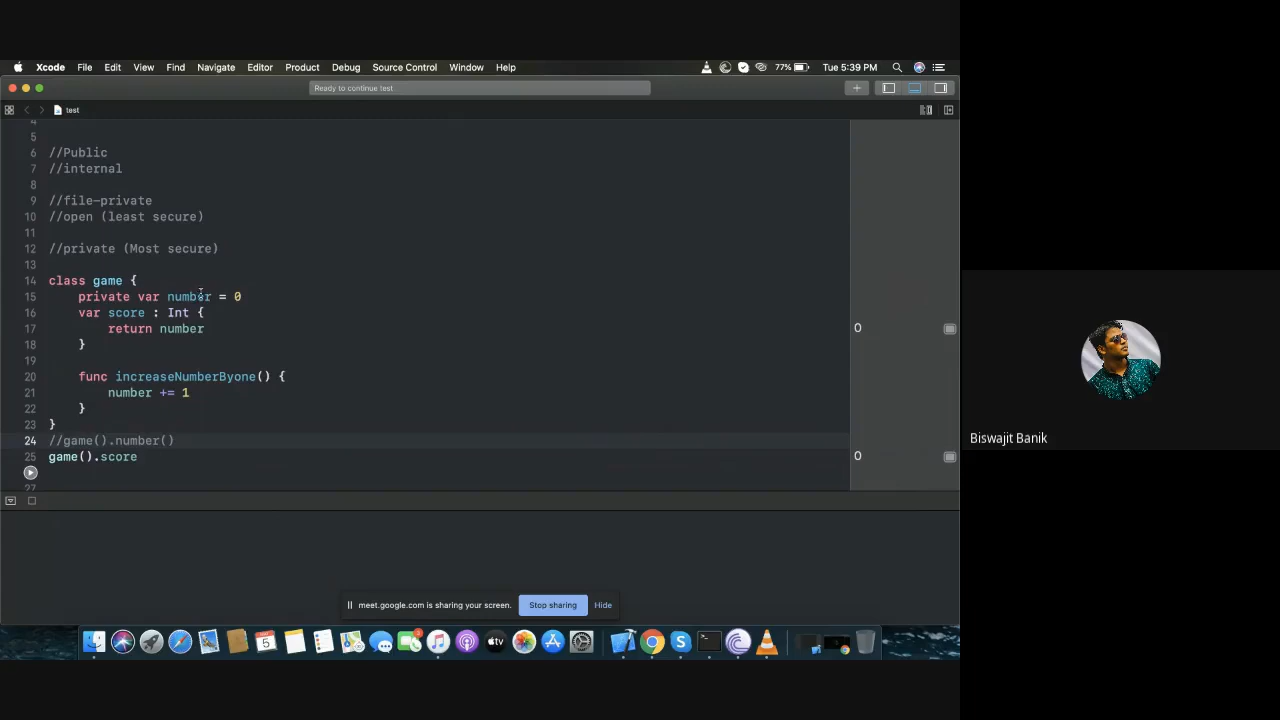 Xcode File Edit View Find Navigate Editor Product Debug Source Control Window Help 77% Tue 5:39 PM
Ready to continue test
test
4
5
6 //Public
7 //internal
8
9 //file-private
10 //open (least secure)
11
12 //private (Most secure)
13
14 class game {
15 private var number = 0
16 var score : Int {
17 return number 0
18 }
19
20 func increaseNumberByone() {
21 number += 1
22 }
23 }
24 //game().number()
25 game().score 0
27
Biswajit Banik
meet.google.com is sharing your screen. Stop sharing Hide
5
tv